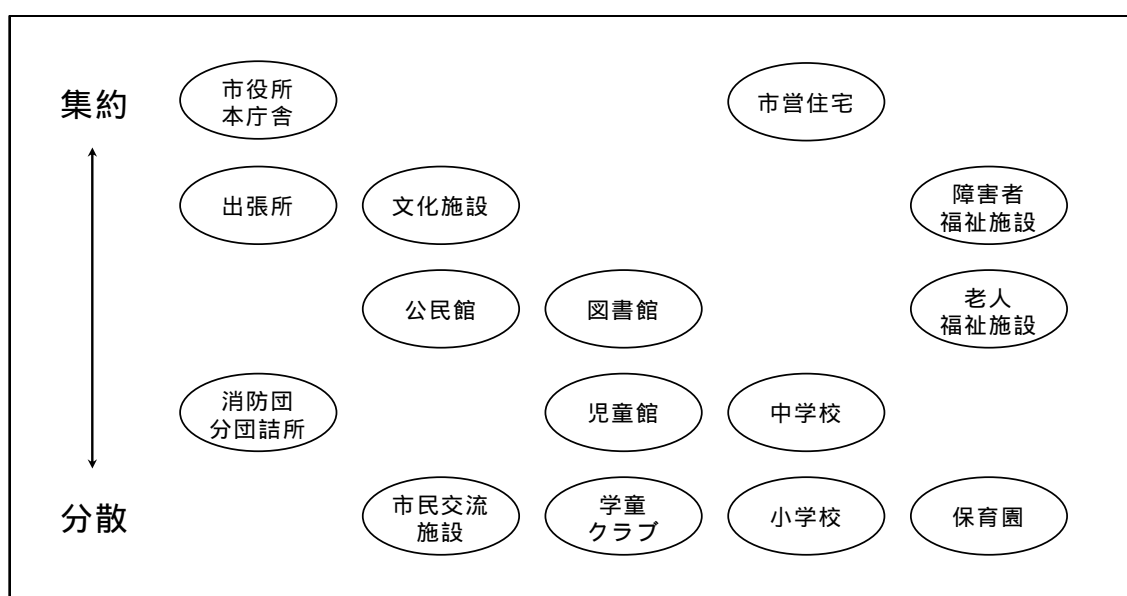 集約
市役所
本庁舎
市営住宅
出張所
文化施設
障害者
福祉施設
公民館
図書館
老人
福祉施設
消防団
分団詰所
児童館
中学校
分散
市民交流
施設
学童
クラブ
小学校
保育園